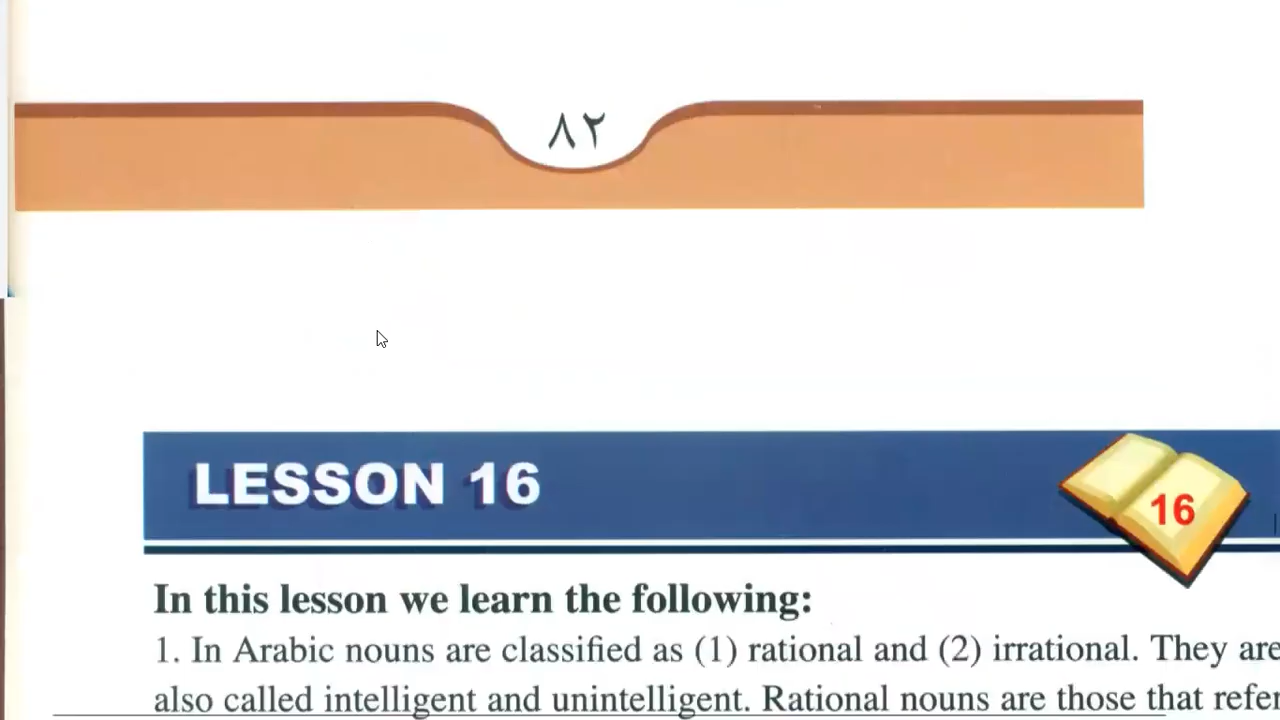 ٨٢
LESSON 16
16
In this lesson we learn the following:
1. In Arabic nouns are classified as (1) rational and (2) irrational. They are
also called intelligent and unintelligent. Rational nouns are those that refer